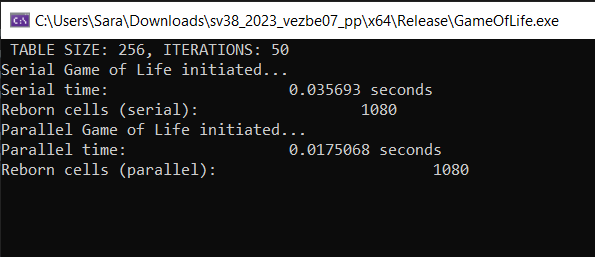 C:\Users\Sara\Downloads\sv38_2023_vezbe07_pp\x64\Release\GameOfLife.exe
TABLE SIZE: 256, ITERATIONS: 50
Serial Game of Life initiated...
Serial time: 0.035693 seconds
Reborn cells (serial): 1080
Parallel Game of Life initiated...
Parallel time: 0.0175068 seconds
Reborn cells (parallel): 1080